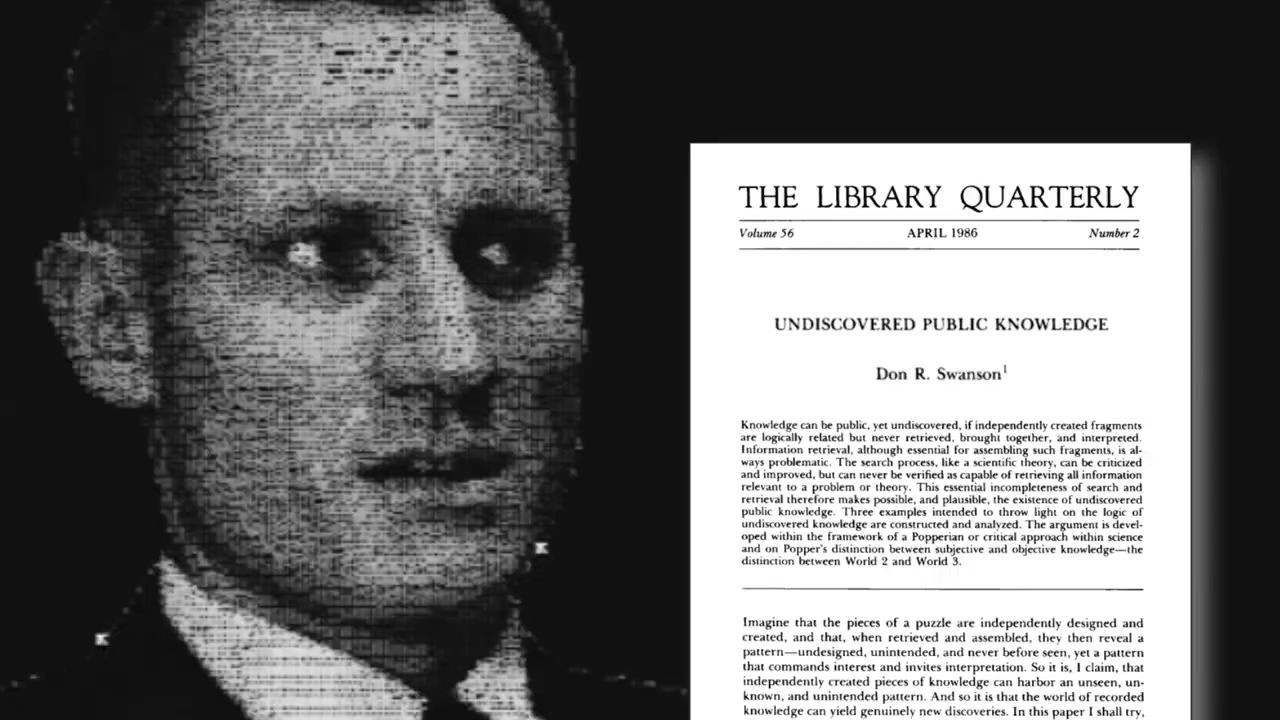 THE LIBRARY QUARTERLY
Volume 56 APRIL 1986 Number 2
UNDISCOVERED PUBLIC KNOWLEDGE
Don R. Swanson¹
Knowledge can be public, yet undiscovered, if independently created fragments
are logically related but never retrieved, brought together, and interpreted.
Information retrieval, although essential for assembling such fragments, is al-
ways problematic. The search process, like a scientific theory, can be criticized
and improved, but can never be verified as capable of retrieving all information
relevant to a problem or theory. This essential incompleteness of search and
retrieval therefore makes possible, and plausible, the existence of undiscovered
public knowledge. Three examples intended to throw light on the logic of
undiscovered knowledge are constructed and analyzed. The argument is devel-
oped within the framework of a Popperian or critical approach within science
and on Popper's distinction between subjective and objective knowledge—the
distinction between World 2 and World 3.
Imagine that the pieces of a puzzle are independently designed and
created, and that, when retrieved and assembled, they then reveal a
pattern—undesigned, unintended, and never before seen, yet a pattern
that commands interest and invites interpretation. So it is, I claim, that
independently created pieces of knowledge can harbor an unseen, un-
known, and unintended pattern. And so it is that the world of recorded
knowledge can yield genuinely new discoveries. In this paper I shall try,